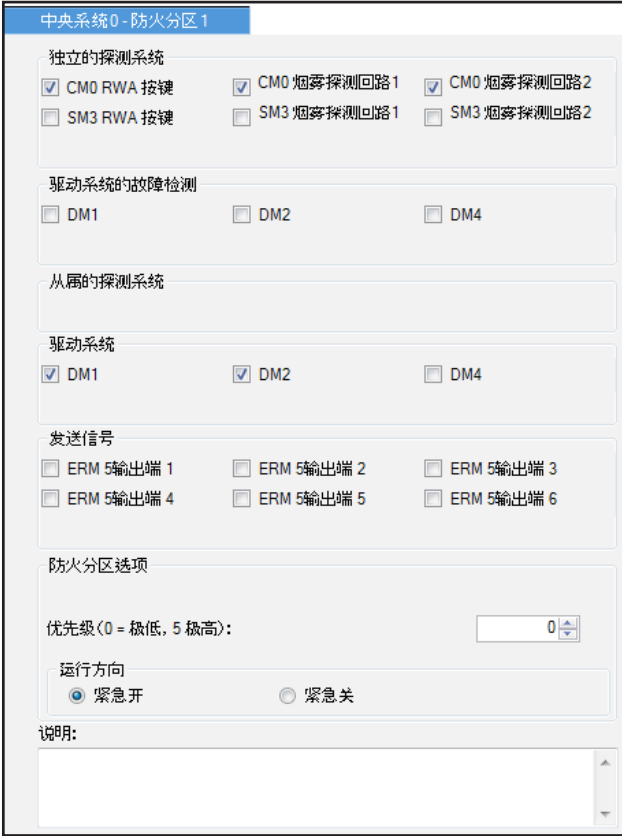 中央系统0 - 防火分区1
独立的探测系统
CM0 RWA 按键 CM0 烟雾探测回路1 CM0 烟雾探测回路2
SM3 RWA 按键 SM3 烟雾探测回路1 SM3 烟雾探测回路2
驱动系统的故障检测
DM1 DM2 DM4
从属的探测系统
驱动系统
DM1 DM2 DM4
发送信号
ERM 5输出端 1 ERM 5输出端 2 ERM 5输出端 3
ERM 5输出端 4 ERM 5输出端 5 ERM 5输出端 6
防火分区选项
优先级(0 = 极低, 5 极高): 0
运行方向
紧急开 紧急关
说明: